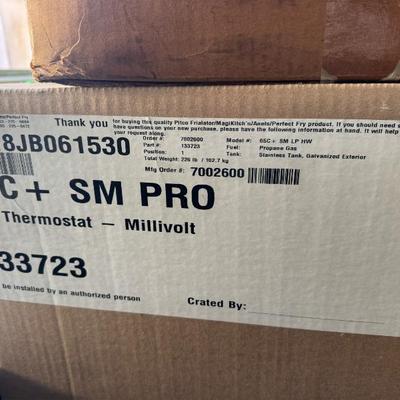 Thank you for buying this quality Pitco Frialator/MagiKitch'n/Anets/Perfect Fry product. If you should need s
have questions on your new purchase, please have the following information at hand. It will help
your request along.
8JB061530
Order #: 7002600 Model #: 65C+ SM LP HW
Part #: 133723 Fuel: Propane Gas
Position: 1 Tank: Stainless Tank, Galvanized Exterior
Total Weight: 226 lb / 102.7 kg
Mfg Order #: 7002600
C+ SM PRO
Thermostat – Millivolt
33723
be installed by an authorized person
Crated By: